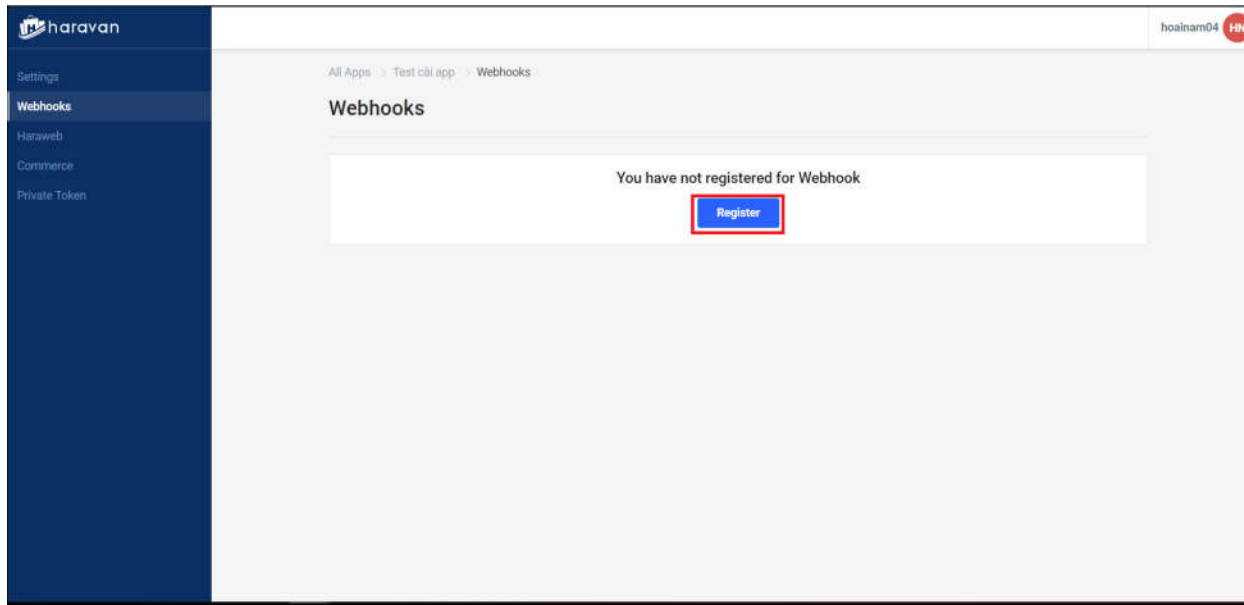 haravan
hoainam04 HN
Settings
Webhooks
Haraweb
Commerce
Private Token
All Apps > Test cài app > Webhooks
Webhooks
You have not registered for Webhook
Register